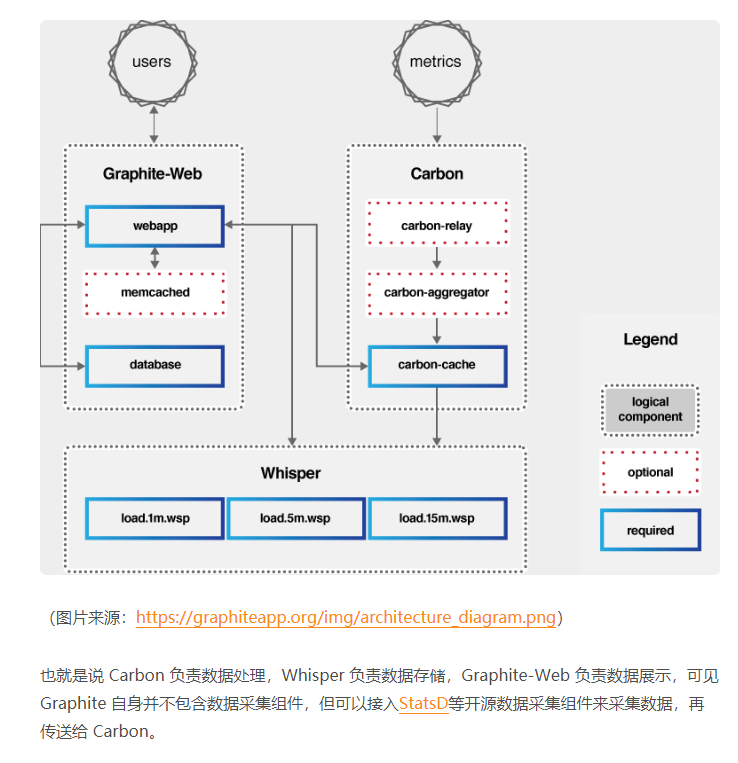 users
metrics
Graphite-Web
Carbon
webapp
carbon-relay
memcached
carbon-aggregator
database
carbon-cache
Legend
logical
component
optional
required
Whisper
load.1m.wsp
load.5m.wsp
load.15m.wsp
（图片来源：https://graphiteapp.org/img/architecture_diagram.png）
也就是说 Carbon 负责数据处理，Whisper 负责数据存储，Graphite-Web 负责数据展示，可见
Graphite 自身并不包含数据采集组件，但可以接入StatsD等开源数据采集组件来采集数据，再
传送给 Carbon。